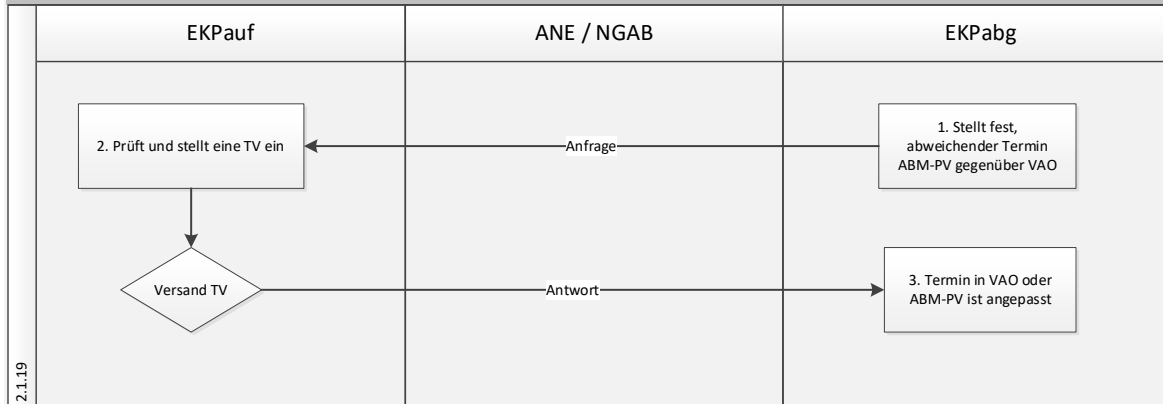 EKPauf
ANE / NGAB
EKPabg
2. Prüft und stellt eine TV ein
Anfrage
1. Stellt fest,
abweichender Termin
ABM-PV gegenüber VAO
Versand TV
Antwort
3. Termin in VAO oder
ABM-PV ist angepasst
2.1.19